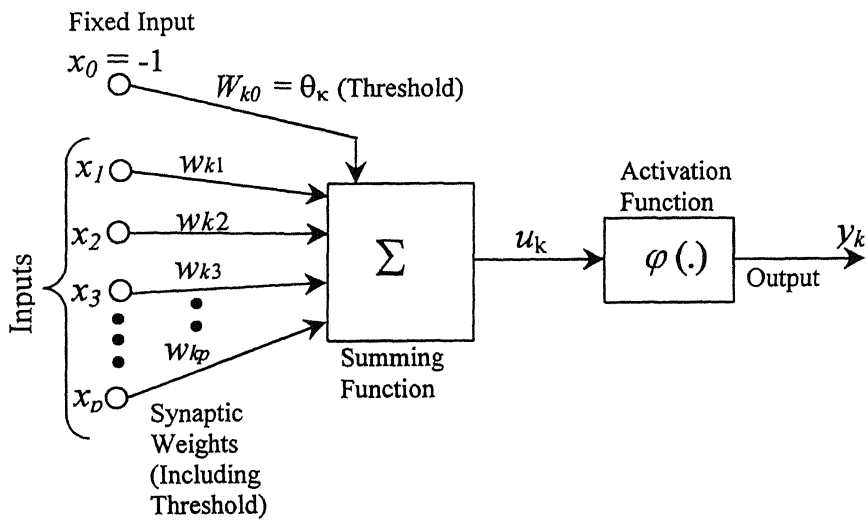 Fixed Input
x0 = -1
Wk0 = θκ (Threshold)
Inputs
x1
wk1
x2
wk2
x3
wk3
xp
wkp
Synaptic
Weights
(Including
Threshold)
Σ
Summing
Function
uk
Activation
Function
φ(.)
yk
Output